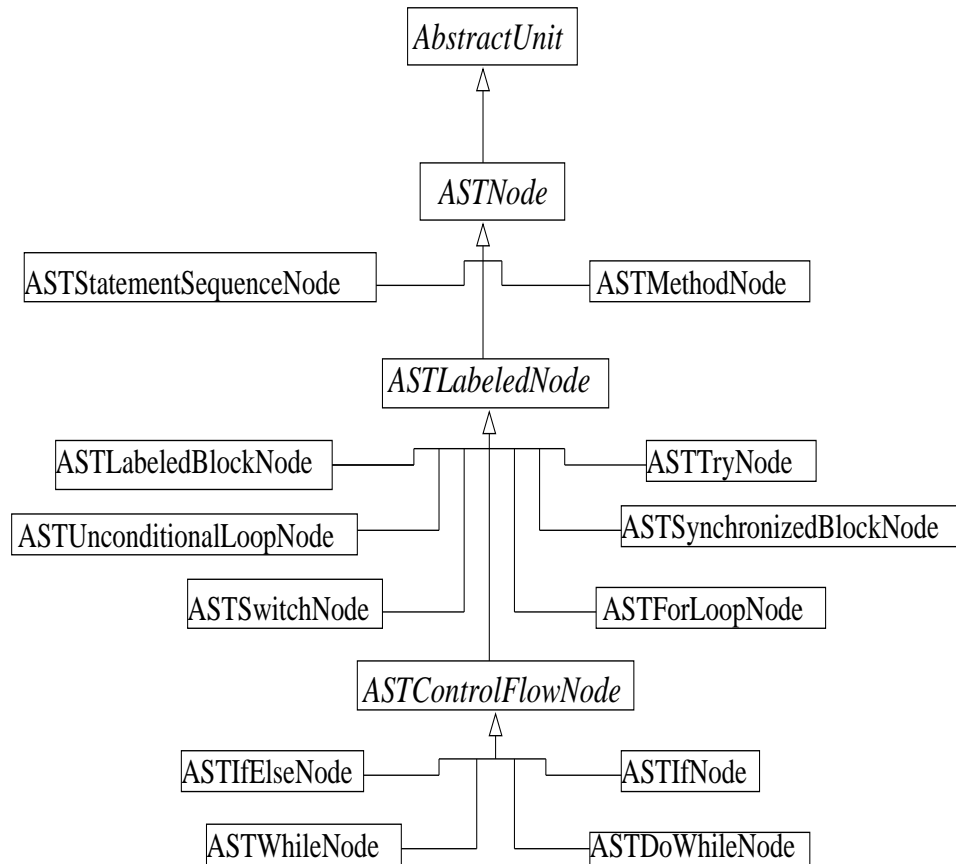 AbstractUnit
ASTNode
ASTStatementSequenceNode
ASTMethodNode
ASTLabeledNode
ASTLabeledBlockNode
ASTTryNode
ASTUnconditionalLoopNode
ASTSynchronizedBlockNode
ASTSwitchNode
ASTForLoopNode
ASTControlFlowNode
ASTIfElseNode
ASTIfNode
ASTWhileNode
ASTDoWhileNode